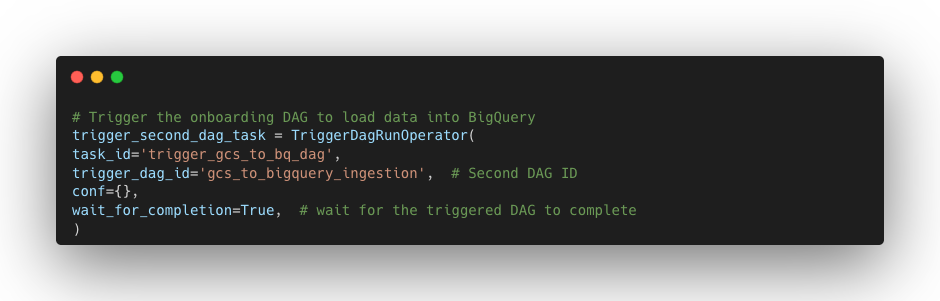 # Trigger the onboarding DAG to load data into BigQuery
trigger_second_dag_task = TriggerDagRunOperator(
task_id='trigger_gcs_to_bq_dag',
trigger_dag_id='gcs_to_bigquery_ingestion',  # Second DAG ID
conf={},
wait_for_completion=True,  # wait for the triggered DAG to complete
)